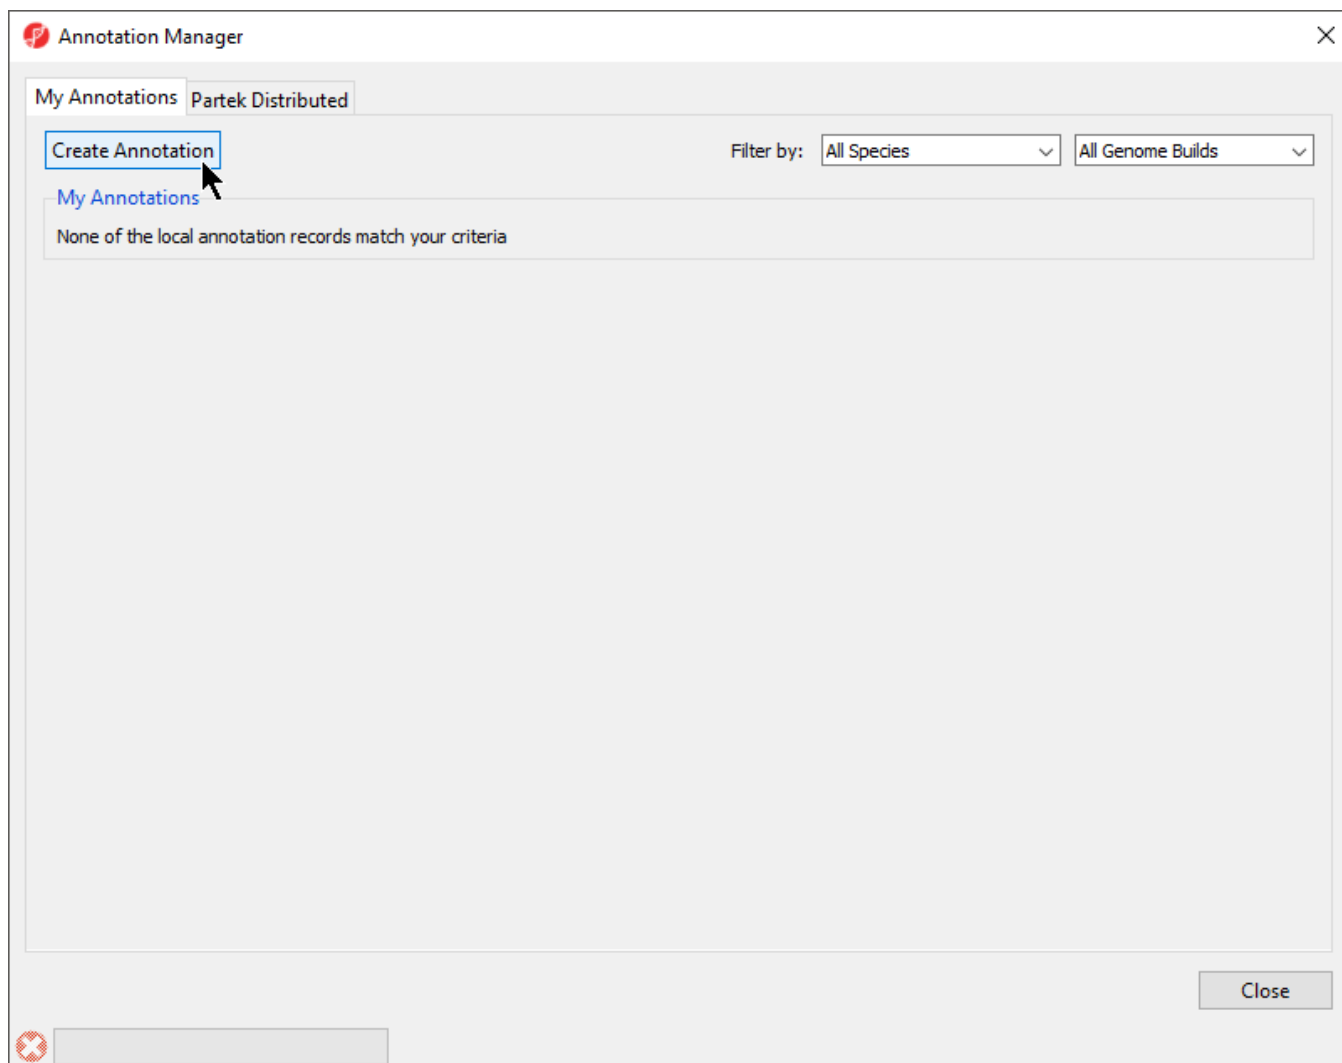 Annotation Manager
My Annotations Partek Distributed
Create Annotation Filter by: All Species All Genome Builds
My Annotations
None of the local annotation records match your criteria
Close